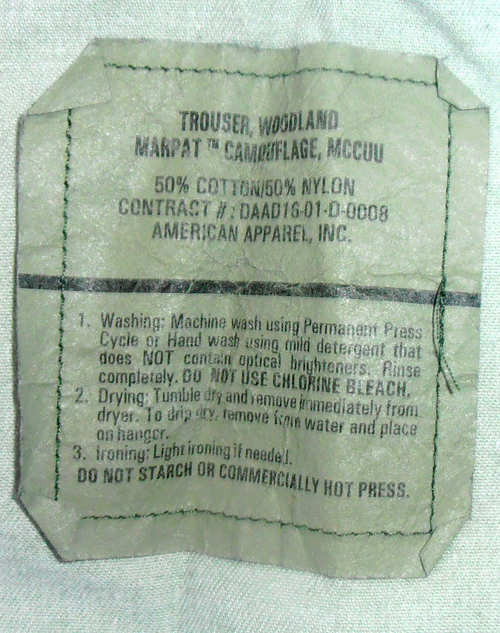 TROUSER, WOODLAND
MARPAT ™ CAMOUFLAGE, MCCUU
50% COTTON/50% NYLON
CONTRACT #: DAAD16-01-D-0008
AMERICAN APPAREL, INC.
1. Washing: Machine wash using Permanent Press
Cycle or Hand wash using mild detergent that
does NOT contain optical brighteners. Rinse
completely. DO NOT USE CHLORINE BLEACH.
2. Drying: Tumble dry and remove immediately from
dryer. To drip dry, remove from water and place
on hanger.
3. Ironing: Light ironing if needed.
DO NOT STARCH OR COMMERCIALLY HOT PRESS.